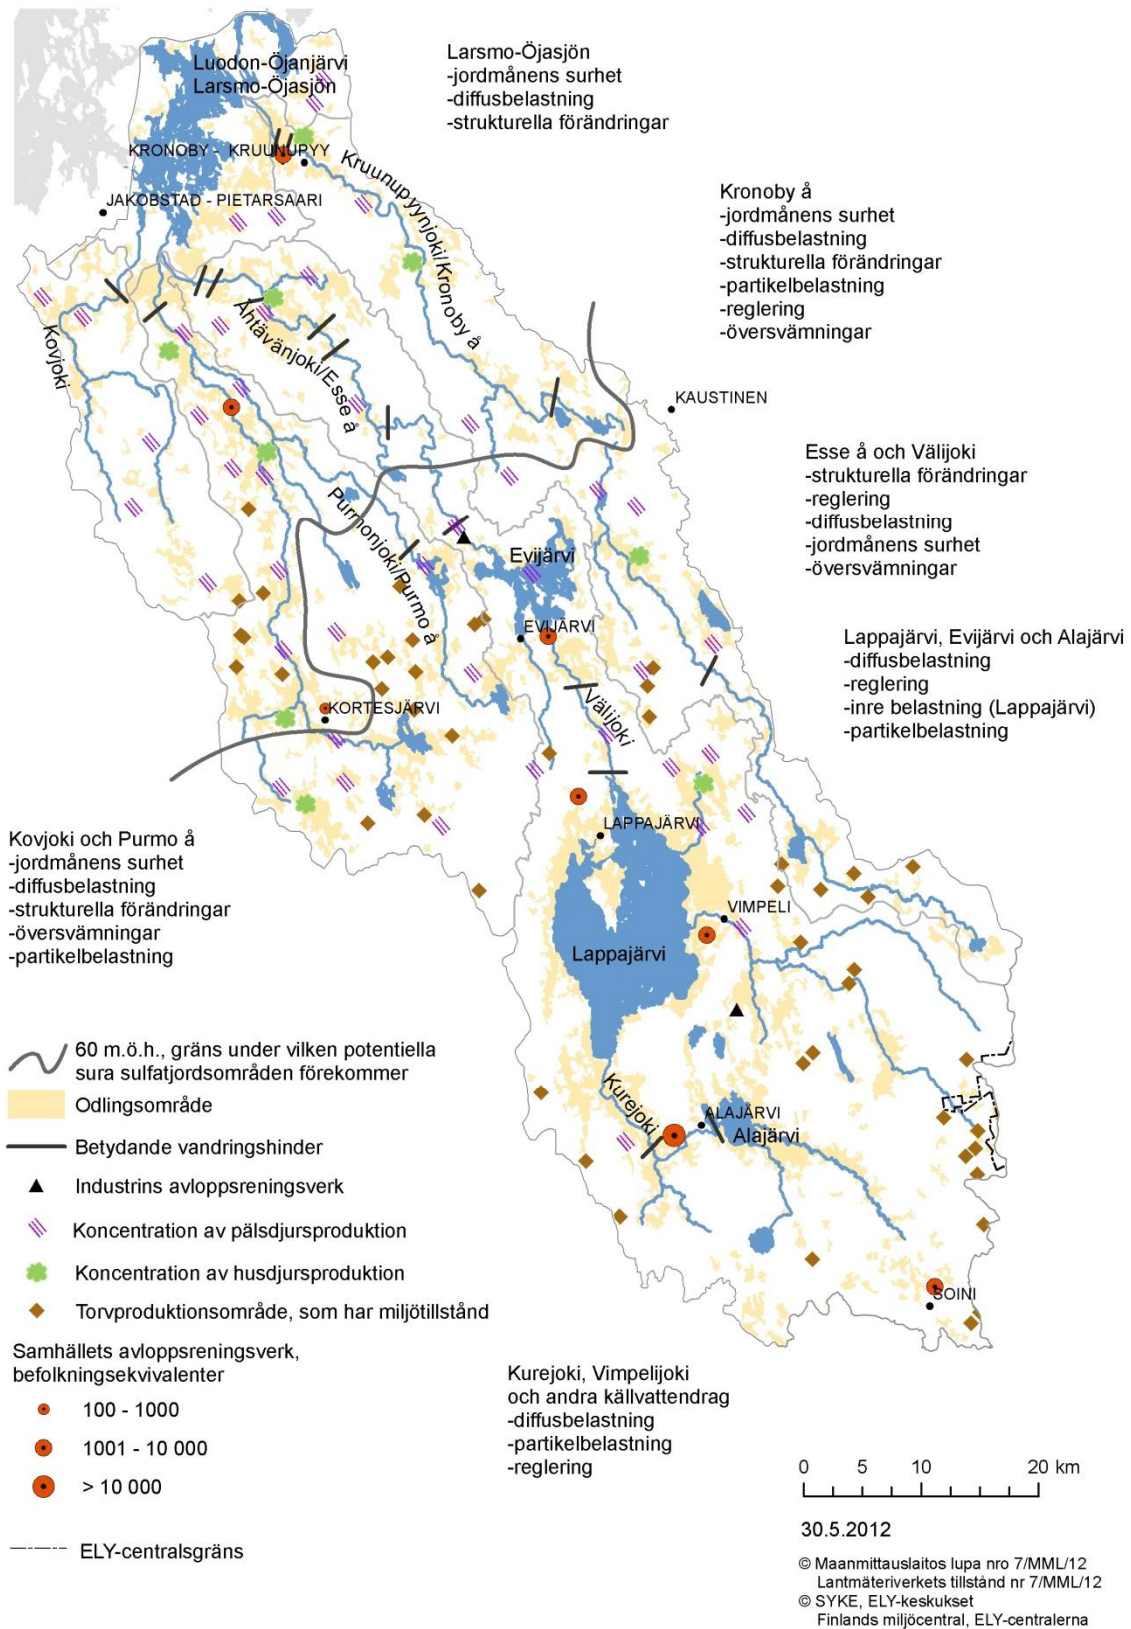 Luodon-Öjanjärvi
Larsmo-Öjasjön
KRONOBY - KRUUNUPYY
JAKOBSTAD - PIETARSAARI
Larsmo-Öjasjön
-jordmånens surhet
-diffusbelastning
-strukturella förändringar
Kruunupyynjoki/Kronoby å
Kronoby å
-jordmånens surhet
-diffusbelastning
-strukturella förändringar
-partikelbelastning
-reglering
-översvämningar
Kovjoki
Ähtävänjoki/Esse å
KAUSTINEN
Esse å och Välijoki
-strukturella förändringar
-reglering
-diffusbelastning
-jordmånens surhet
-översvämningar
Purmonjoki/Purmo å
Evijärvi
EVIJÄRVI
Lappajärvi, Evijärvi och Alajärvi
-diffusbelastning
-reglering
-inre belastning (Lappajärvi)
-partikelbelastning
Välijoki
KORTESJÄRVI
Kovjoki och Purmo å
-jordmånens surhet
-diffusbelastning
-strukturella förändringar
-översvämningar
-partikelbelastning
LAPPAJÄRVI
VIMPELI
Lappajärvi
Kurejoki
ALAJÄRVI
Alajärvi
SOINI
60 m.ö.h., gräns under vilken potentiella
sura sulfatjordsområden förekommer
Odlingsområde
Betydande vandringshinder
Industrins avloppsreningsverk
Koncentration av pälsdjursproduktion
Koncentration av husdjursproduktion
Torvproduktionsområde, som har miljötillstånd
Samhällets avloppsreningsverk,
befolkningsekvivalenter
100 - 1000
1001 - 10 000
> 10 000
ELY-centralsgräns
Kurejoki, Vimpelijoki
och andra källvattendrag
-diffusbelastning
-partikelbelastning
-reglering
0 5 10 20 km
30.5.2012
© Maanmittauslaitos lupa nro 7/MML/12
Lantmäteriverkets tillstånd nr 7/MML/12
© SYKE, ELY-keskukset
Finlands miljöcentral, ELY-centralerna